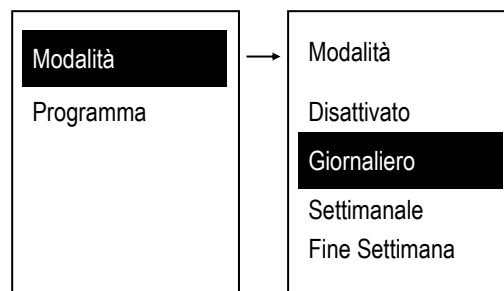 Modalità
Programma
Modalità
Disattivato
Giornaliero
Settimanale
Fine Settimana